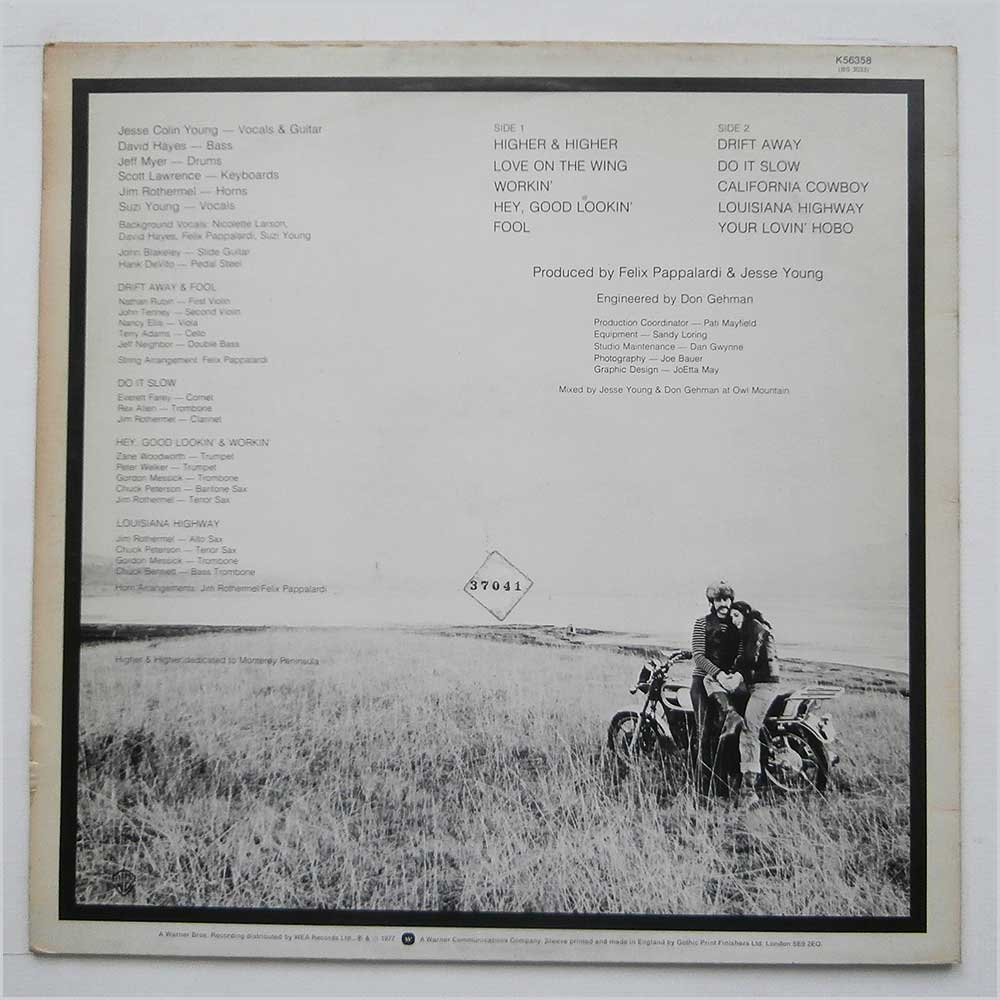 K56358
(BS 3033)
Jesse Colin Young — Vocals & Guitar
David Hayes — Bass
Jeff Myer — Drums
Scott Lawrence — Keyboards
Jim Rothermel — Horns
Suzi Young — Vocals
Background Vocals: Nicolette Larson,
David Hayes, Felix Pappalardi, Suzi Young
John Blakeley — Slide Guitar
Hank DeVito — Pedal Steel
DRIFT AWAY & FOOL
Nathan Rubin — First Violin
John Tenney — Second Violin
Nancy Ellis — Viola
Terry Adams — Cello
Jeff Neighbor — Double Bass
String Arrangement: Felix Pappalardi
DO IT SLOW
Everett Farey — Cornet
Rex Allen — Trombone
Jim Rothermel — Clarinet
HEY, GOOD LOOKIN' & WORKIN'
Zane Woodworth — Trumpet
Peter Welker — Trumpet
Gordon Messick — Trombone
Chuck Peterson — Baritone Sax
Jim Rothermel — Tenor Sax
LOUISIANA HIGHWAY
Jim Rothermel — Alto Sax
Chuck Peterson — Tenor Sax
Gordon Messick — Trombone
Chuck Bennett — Bass Trombone
Horn Arrangements: Jim Rothermel/Felix Pappalardi
Higher & Higher dedicated to Monterey Peninsula
SIDE 1
HIGHER & HIGHER
LOVE ON THE WING
WORKIN'
HEY, GOOD LOOKIN'
FOOL
SIDE 2
DRIFT AWAY
DO IT SLOW
CALIFORNIA COWBOY
LOUISIANA HIGHWAY
YOUR LOVIN' HOBO
Produced by Felix Pappalardi & Jesse Young
Engineered by Don Gehman
Production Coordinator — Pati Mayfield
Equipment — Sandy Loring
Studio Maintenance — Dan Gwynne
Photography — Joe Bauer
Graphic Design — JoEtta May
Mixed by Jesse Young & Don Gehman at Owl Mountain
37041
A Warner Bros. Recording distributed by WEA Records Ltd., ℗ & © 1977 W A Warner Communications Company. Sleeve printed and made in England by Gothic Print Finishers Ltd. London SE9 2EQ.